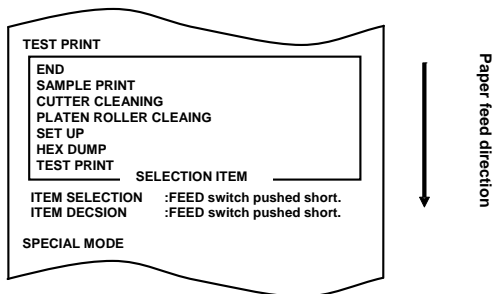 TEST PRINT
END
SAMPLE PRINT
CUTTER CLEANING
PLATEN ROLLER CLEAING
SET UP
HEX DUMP
TEST PRINT
SELECTION ITEM
ITEM SELECTION :FEED switch pushed short.
ITEM DECSION :FEED switch pushed short.
SPECIAL MODE
Paper feed direction